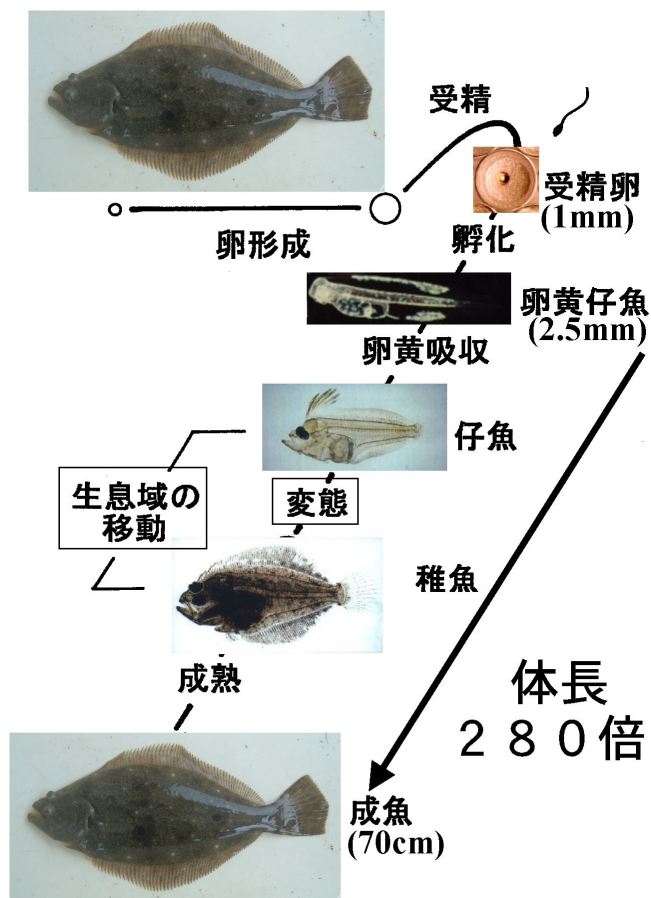 受精
受精卵
(1mm)
卵形成
孵化
卵黄仔魚
(2.5mm)
卵黄吸収
仔魚
生息域の
移動
変態
稚魚
成熟
体長
280倍
成魚
(70cm)